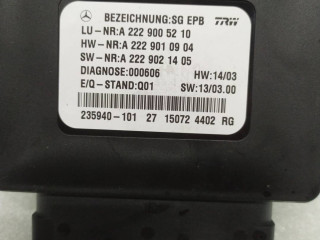 BEZEICHNUNG:SG EPB TRW
LU-NR:A 222 900 52 10
HW-NR:A 222 901 09 04
SW-NR:A 222 902 14 05
DIAGNOSE:000606 HW:14/03
E/Q-STAND:Q01 SW:13/03.00
235940-101 27 15072 4402 RG